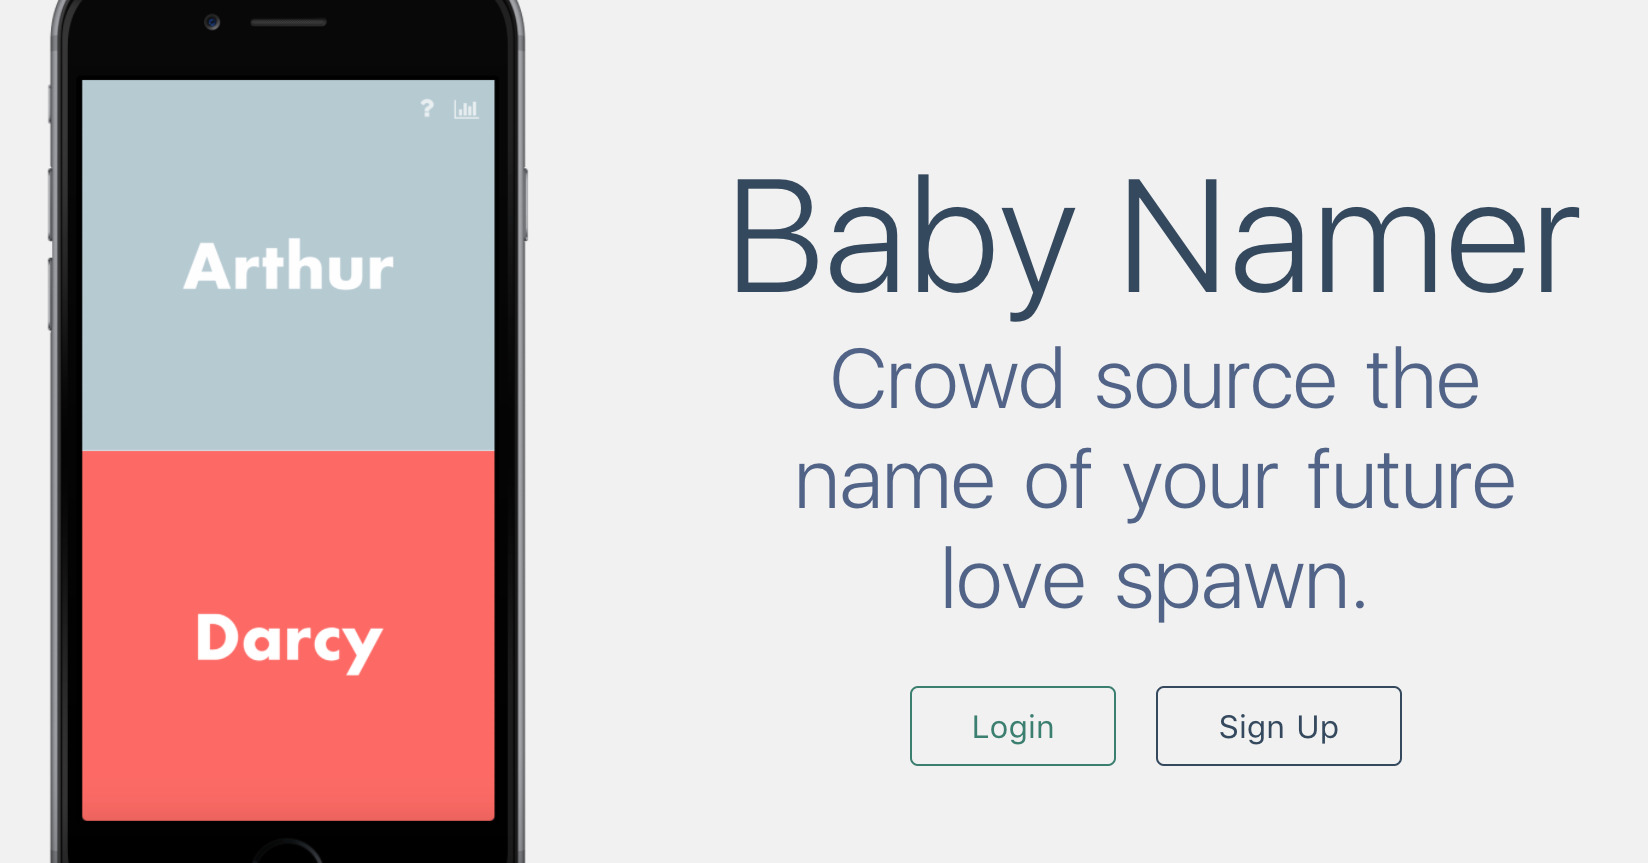 ?
Arthur
Darcy
Baby Namer
Crowd source the
name of your future
love spawn.
Login
Sign Up